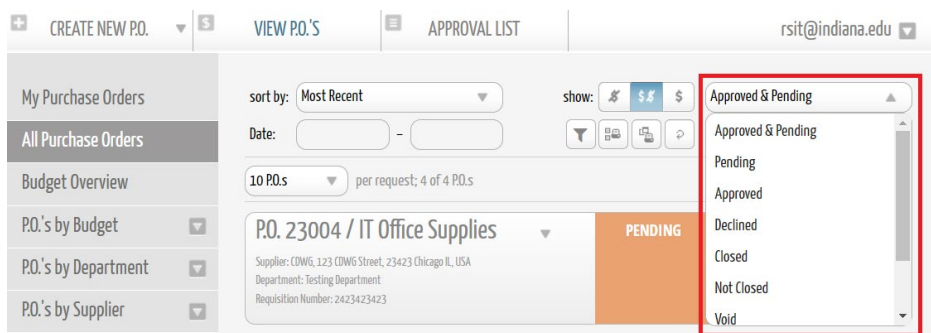 CREATE NEW P.O.
$
VIEW P.O.'S
APPROVAL LIST
rsit@indiana.edu
My Purchase Orders
All Purchase Orders
Budget Overview
P.O.'s by Budget
P.O.'s by Department
P.O.'s by Supplier
sort by: Most Recent
show: $ $ $ $ Approved & Pending
Date: –
10 P.O.s per request; 4 of 4 P.O.s
P.O. 23004 / IT Office Supplies
PENDING
Supplier: CDWG, 123 CDWG Street, 23423 Chicago IL, USA
Department: Testing Department
Requisition Number: 2423423423
Approved & Pending
Pending
Approved
Declined
Closed
Not Closed
Void